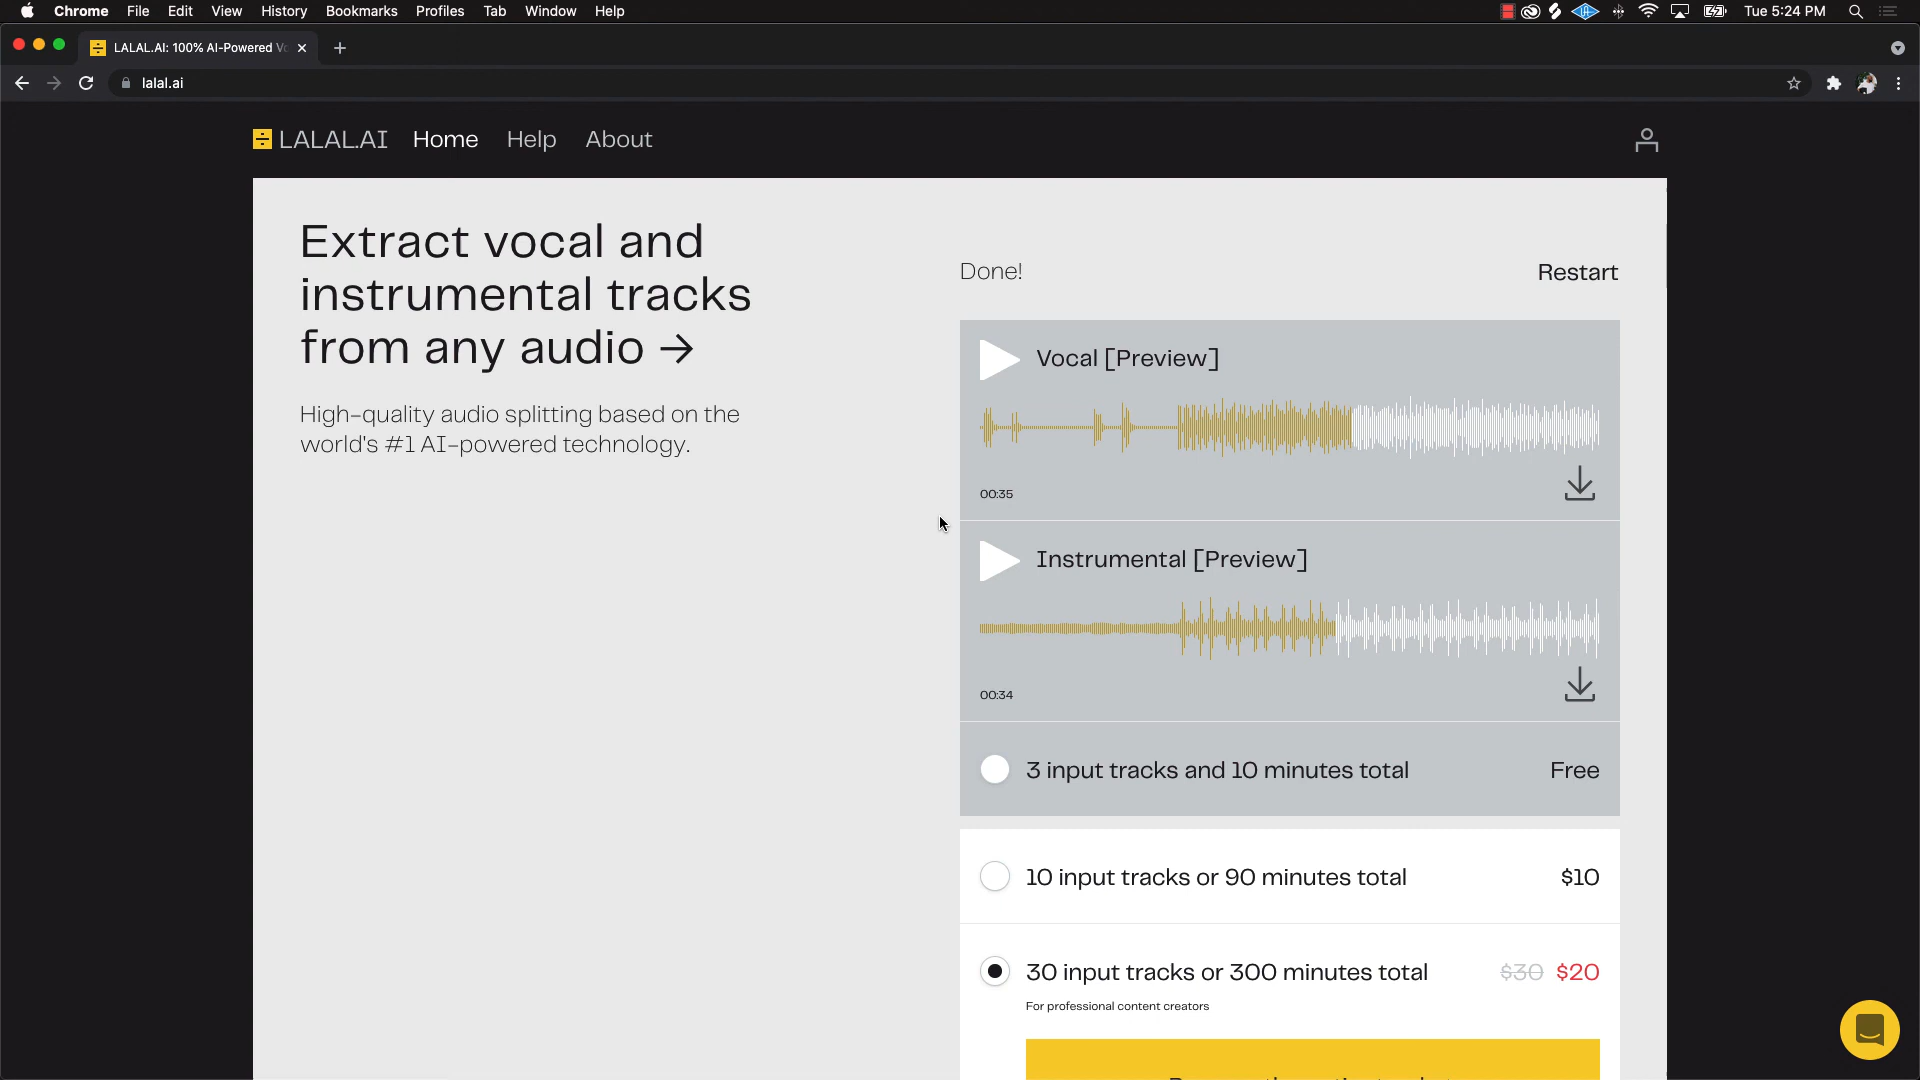 Chrome File Edit View History Bookmarks Profiles Tab Window Help Tue 5:24 PM
LALAL.AI: 100% AI-Powered Vo
lalal.ai
LALAL.AI Home Help About
Extract vocal and
instrumental tracks
from any audio →
High-quality audio splitting based on the
world's #1 AI-powered technology.
Done! Restart
Vocal [Preview]
00:35
Instrumental [Preview]
00:34
3 input tracks and 10 minutes total Free
10 input tracks or 90 minutes total $10
30 input tracks or 300 minutes total $30 $20
For professional content creators